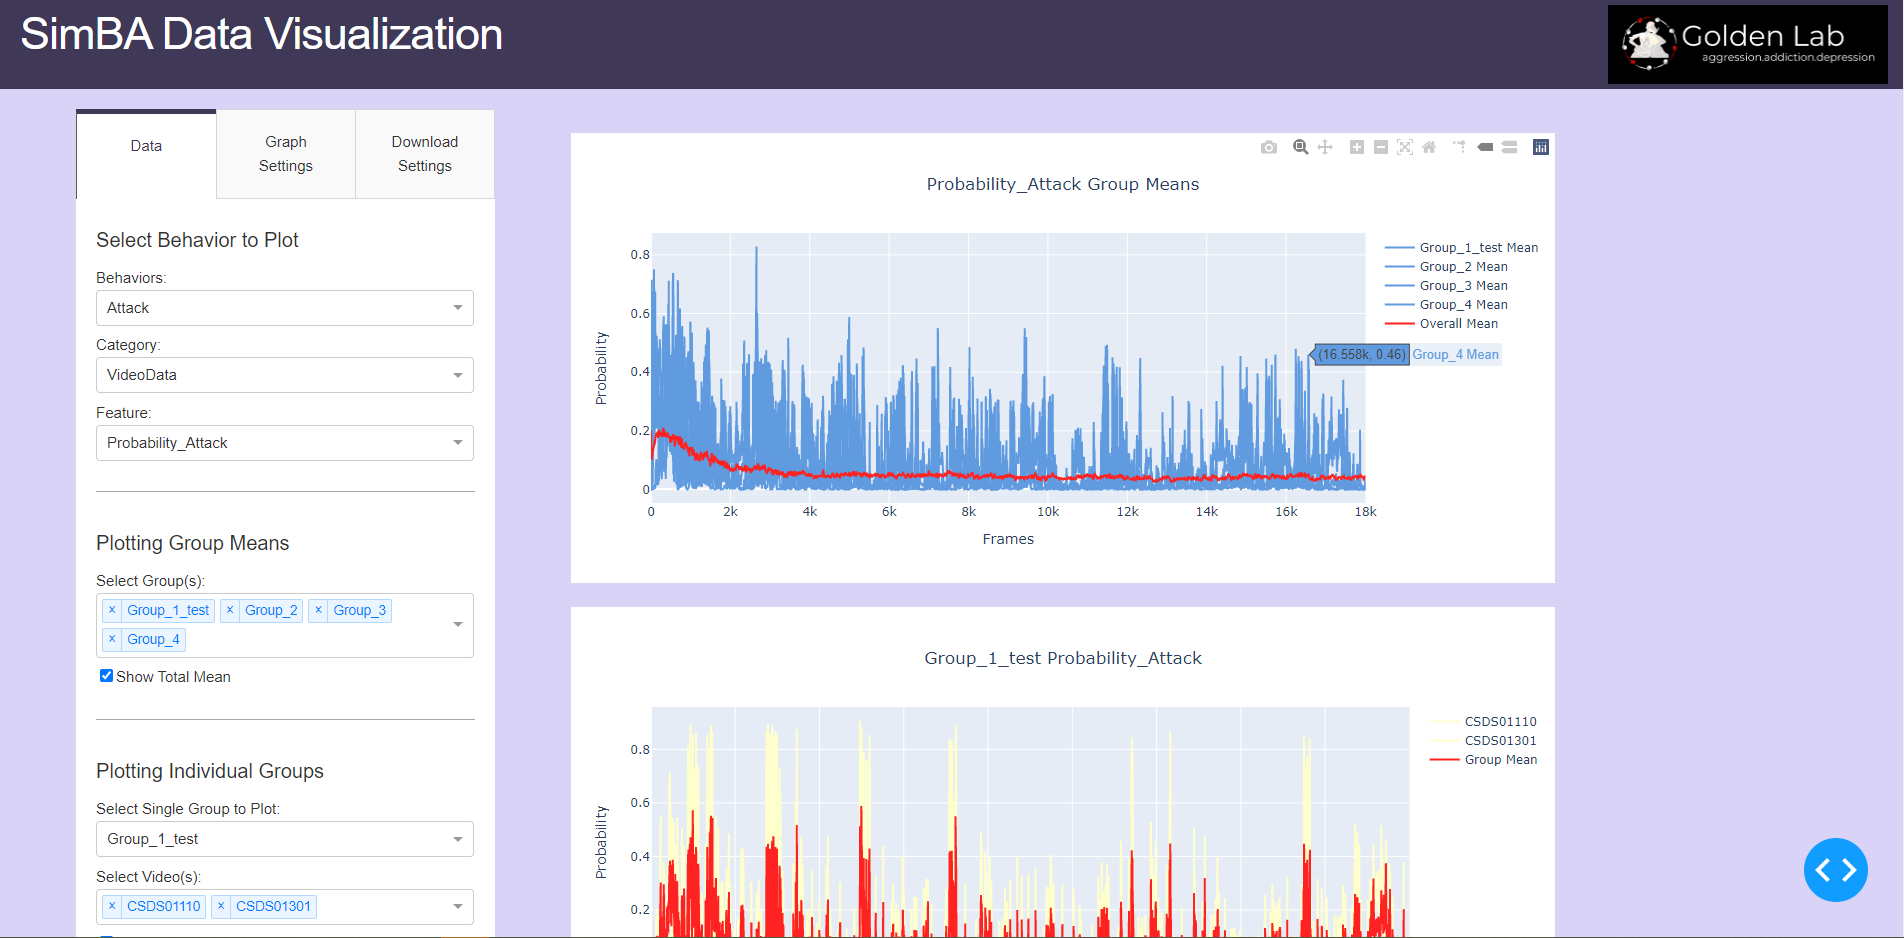 SimBA Data Visualization
Golden Lab
aggression.addiction.depression
Data
Graph
Settings
Download
Settings
Select Behavior to Plot
Behaviors:
Attack
Category:
VideoData
Feature:
Probability_Attack
Plotting Group Means
Select Group(s):
× Group_1_test × Group_2 × Group_3
× Group_4
Show Total Mean
Plotting Individual Groups
Select Single Group to Plot:
Group_1_test
Select Video(s):
× CSDS01110 × CSDS01301
Probability_Attack Group Means
Probability
0.8
0.6
0.4
0.2
0
0 2k 4k 6k 8k 10k 12k 14k 16k 18k
Frames
Group_1_test Mean
Group_2 Mean
Group_3 Mean
Group_4 Mean
Overall Mean
(16.558k, 0.46) Group_4 Mean
Group_1_test Probability_Attack
Probability
0.8
0.6
0.4
0.2
CSDS01110
CSDS01301
Group Mean